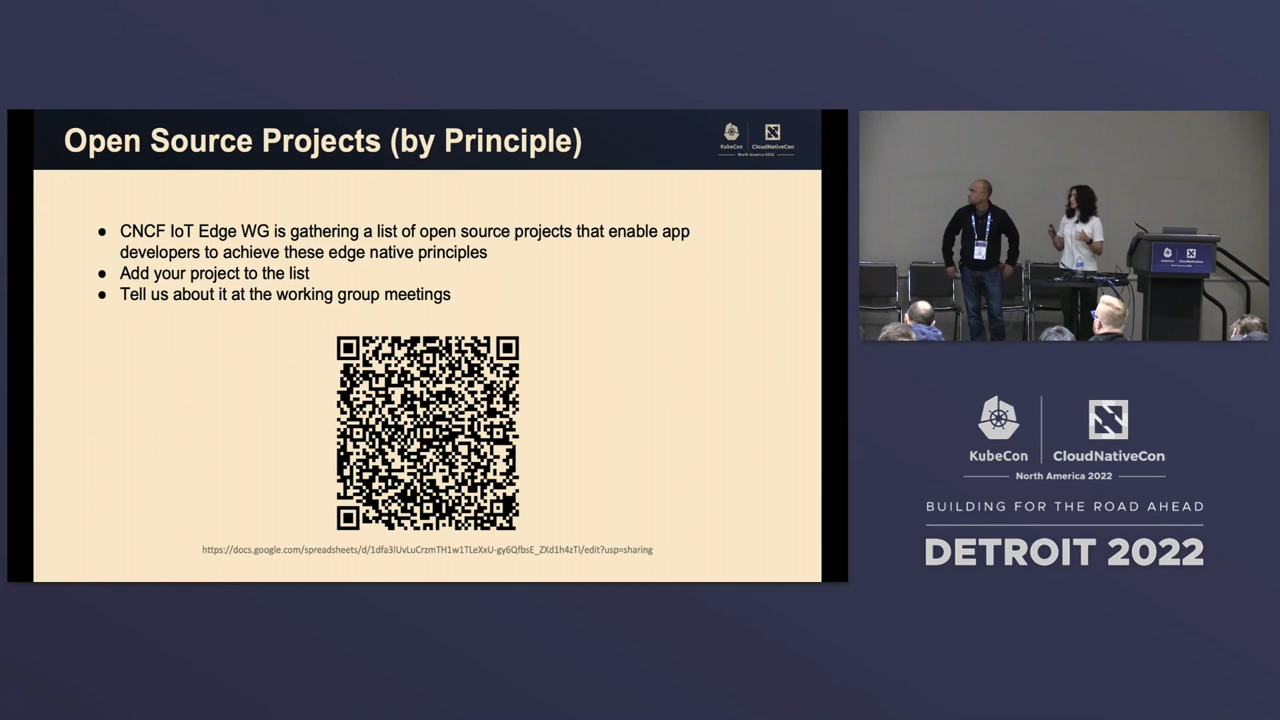 Open Source Projects (by Principle)
KubeCon CloudNativeCon
North America 2022
● CNCF IoT Edge WG is gathering a list of open source projects that enable app
developers to achieve these edge native principles
● Add your project to the list
● Tell us about it at the working group meetings
https://docs.google.com/spreadsheets/d/1dfa3lUvLuCrzmTH1w1TLeXxU-gy6QfbsE_ZXd1h4zTI/edit?usp=sharing
KubeCon CloudNativeCon
North America 2022
BUILDING FOR THE ROAD AHEAD
DETROIT 2022